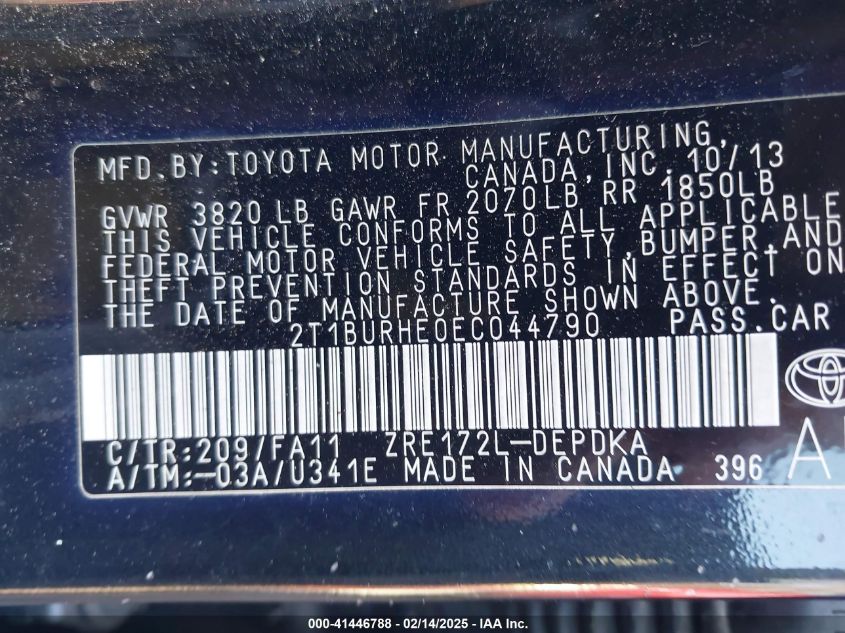 MFD.BY:TOYOTA MOTOR MANUFACTURING,
CANADA,INC. 10/13
GVWR 3820 LB GAWR FR 2070LB RR 1850LB
THIS VEHICLE CONFORMS TO ALL APPLICABLE
FEDERAL MOTOR VEHICLE SAFETY,BUMPER,AND
THEFT PREVENTION STANDARDS IN EFFECT ON
THE DATE OF MANUFACTURE SHOWN ABOVE.
2T1BURHE0EC044790 PASS.CAR
C/TR:209/FA11 ZRE172L-DEPDKA
A/TM:-03A/U341E MADE IN CANADA 396
000-41446788 - 02/14/2025 - IAA Inc.